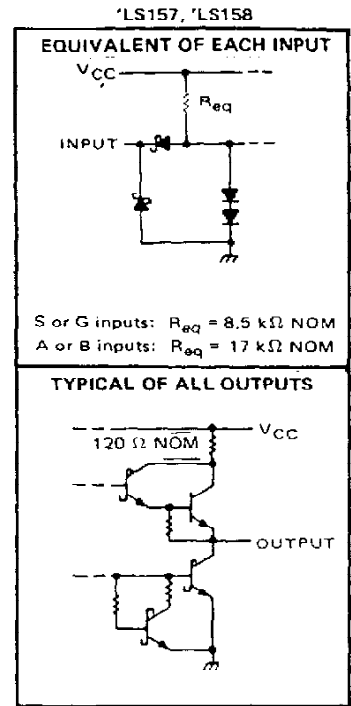 'LS157, 'LS158
EQUIVALENT OF EACH INPUT
VCC
Req
INPUT
S or G inputs: Req = 8.5 kΩ NOM
A or B inputs: Req = 17 kΩ NOM
TYPICAL OF ALL OUTPUTS
VCC
120 Ω NOM
OUTPUT